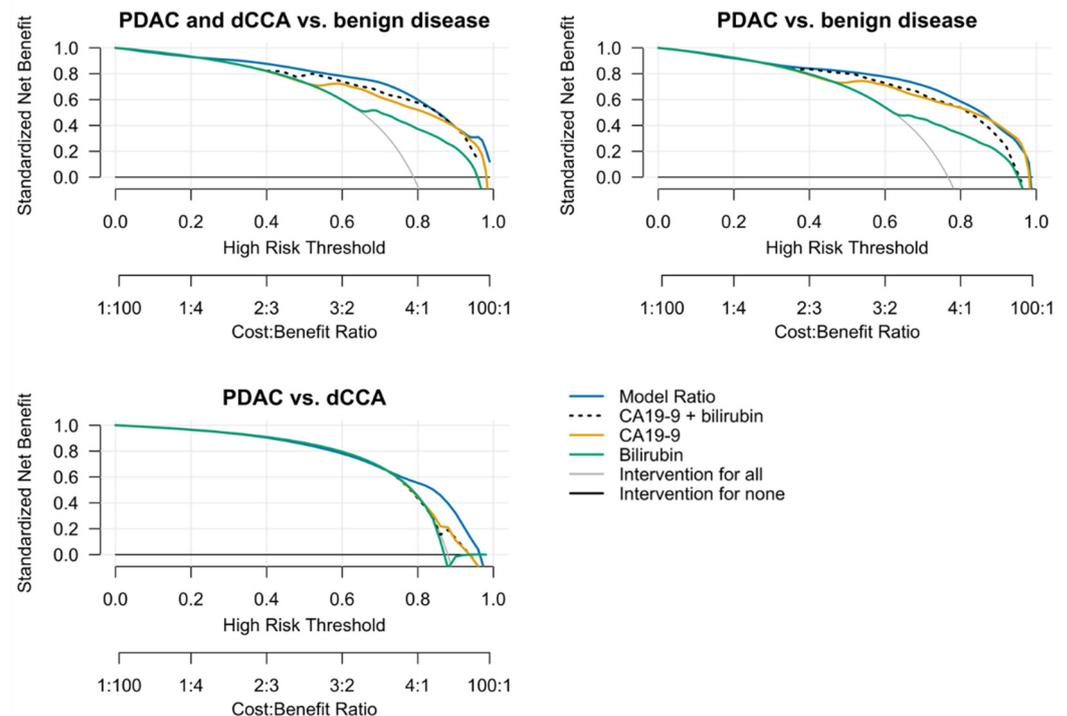 PDAC and dCCA vs. benign disease
Standardized Net Benefit
1.0
0.8
0.6
0.4
0.2
0.0
0.0 0.2 0.4 0.6 0.8 1.0
High Risk Threshold
1:100 1:4 2:3 3:2 4:1 100:1
Cost:Benefit Ratio
PDAC vs. benign disease
Standardized Net Benefit
1.0
0.8
0.6
0.4
0.2
0.0
0.0 0.2 0.4 0.6 0.8 1.0
High Risk Threshold
1:100 1:4 2:3 3:2 4:1 100:1
Cost:Benefit Ratio
PDAC vs. dCCA
Standardized Net Benefit
1.0
0.8
0.6
0.4
0.2
0.0
0.0 0.2 0.4 0.6 0.8 1.0
High Risk Threshold
1:100 1:4 2:3 3:2 4:1 100:1
Cost:Benefit Ratio
Model Ratio
CA19-9 + bilirubin
CA19-9
Bilirubin
Intervention for all
Intervention for none